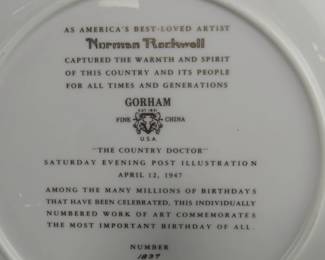 AS AMERICA'S BEST-LOVED ARTIST
Norman Rockwell
CAPTURED THE WARMTH AND SPIRIT
OF THIS COUNTRY AND ITS PEOPLE
FOR ALL TIMES AND GENERATIONS
GORHAM
EST. 1831
FINE CHINA
U.S.A.
"THE COUNTRY DOCTOR"
SATURDAY EVENING POST ILLUSTRATION
APRIL 12, 1947
AMONG THE MANY MILLIONS OF BIRTHDAYS
THAT HAVE BEEN CELEBRATED, THIS INDIVIDUALLY
NUMBERED WORK OF ART COMMEMORATES
THE MOST IMPORTANT BIRTHDAY OF ALL.
NUMBER
1837